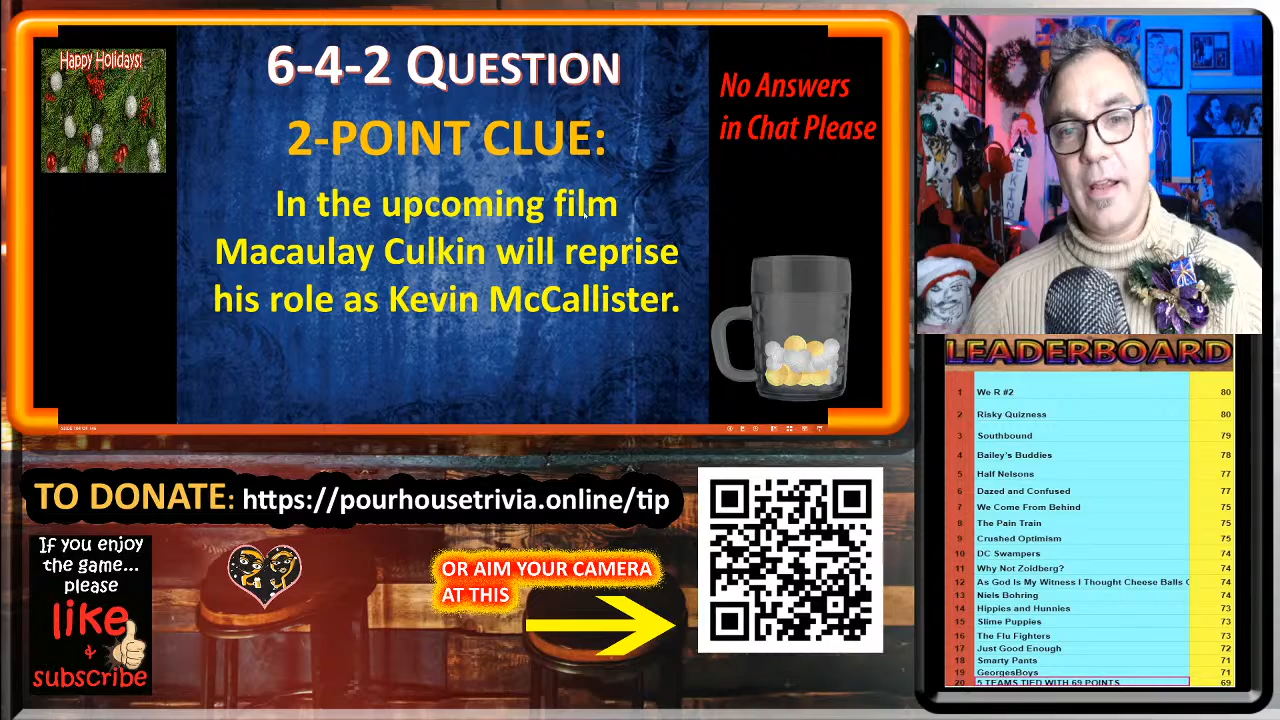 Happy Holidays!
6-4-2 QUESTION
2-POINT CLUE:
In the upcoming film
Macaulay Culkin will reprise
his role as Kevin McCallister.
No Answers
in Chat Please
TO DONATE: https://pourhousetrivia.online/tip
If you enjoy
the game...
please
like
&
subscribe
OR AIM YOUR CAMERA
AT THIS
LEADERBOARD
1 We R #2 80
2 Risky Quizness 80
3 Southbound 79
4 Bailey's Buddies 78
5 Half Nelsons 77
6 Dazed and Confused 77
7 We Come From Behind 75
8 The Pain Train 75
9 Crushed Optimism 75
10 DC Swampers 74
11 Why Not Zoidberg? 74
12 As God Is My Witness I Thought Cheese Balls 74
13 Niels Bohring 74
14 Hippies and Hunnies 73
15 Slime Puppies 73
16 The Flu Fighters 73
17 Just Good Enough 72
18 Smarty Pants 71
19 GeorgesBoys 71
20 5 TEAMS TIED WITH 69 POINTS 69